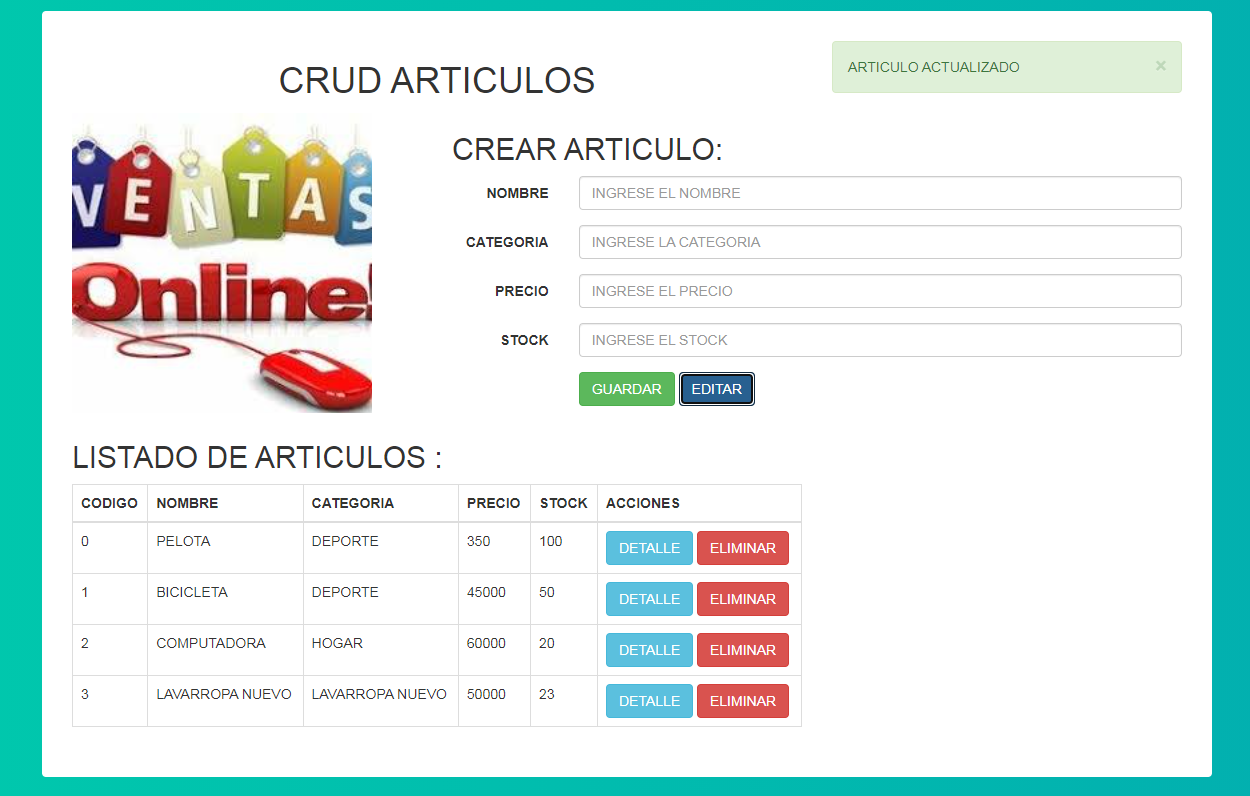 CRUD ARTICULOS
ARTICULO ACTUALIZADO ×
VENTAS
Online!
CREAR ARTICULO:
NOMBRE INGRESE EL NOMBRE
CATEGORIA INGRESE LA CATEGORIA
PRECIO INGRESE EL PRECIO
STOCK INGRESE EL STOCK
GUARDAR EDITAR
LISTADO DE ARTICULOS :
CODIGO NOMBRE CATEGORIA PRECIO STOCK ACCIONES
0 PELOTA DEPORTE 350 100 DETALLE ELIMINAR
1 BICICLETA DEPORTE 45000 50 DETALLE ELIMINAR
2 COMPUTADORA HOGAR 60000 20 DETALLE ELIMINAR
3 LAVARROPA NUEVO LAVARROPA NUEVO 50000 23 DETALLE ELIMINAR